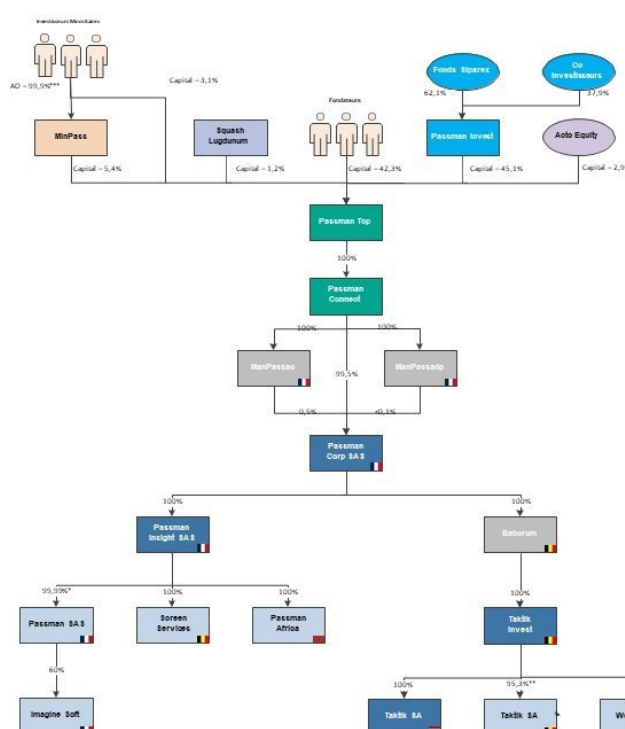 Investisseurs Minoritaires
AO – 99,9%***
Capital – 3,1%
Fondateurs
Fonds Siparex
Co
Investisseurs
62,1%
37,9%
MinPass
Squash
Lugdunum
Passman Invest
Aoto Equity
Capital – 5,4%
Capital – 1,2%
Capital – 42,3%
Capital – 45,1%
Capital – 2,9
Passman Top
100%
Passman
Connect
100%
100%
ManPassao
99,5%
ManPassadp
0,5%
<0,1%
Passman
Corp SAS
100%
100%
Passman
Insight SAS
Baborum
99,99%*
100%
100%
100%
Passman SAS
Soreen
Services
Passman
Africa
Taktik
Invest
60%
100%
95,3%**
Imagine Soft
Taktik SA
Taktik SA